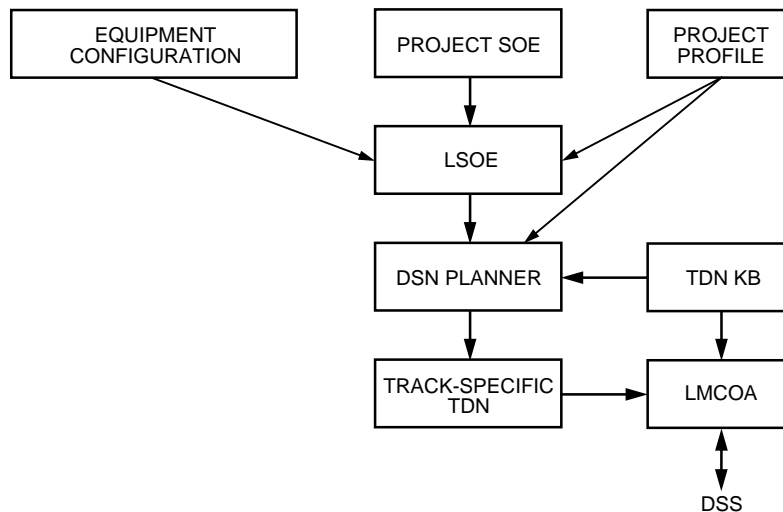 EQUIPMENT
CONFIGURATION
PROJECT SOE
PROJECT
PROFILE
LSOE
DSN PLANNER
TDN KB
TRACK-SPECIFIC
TDN
LMCOA
DSS